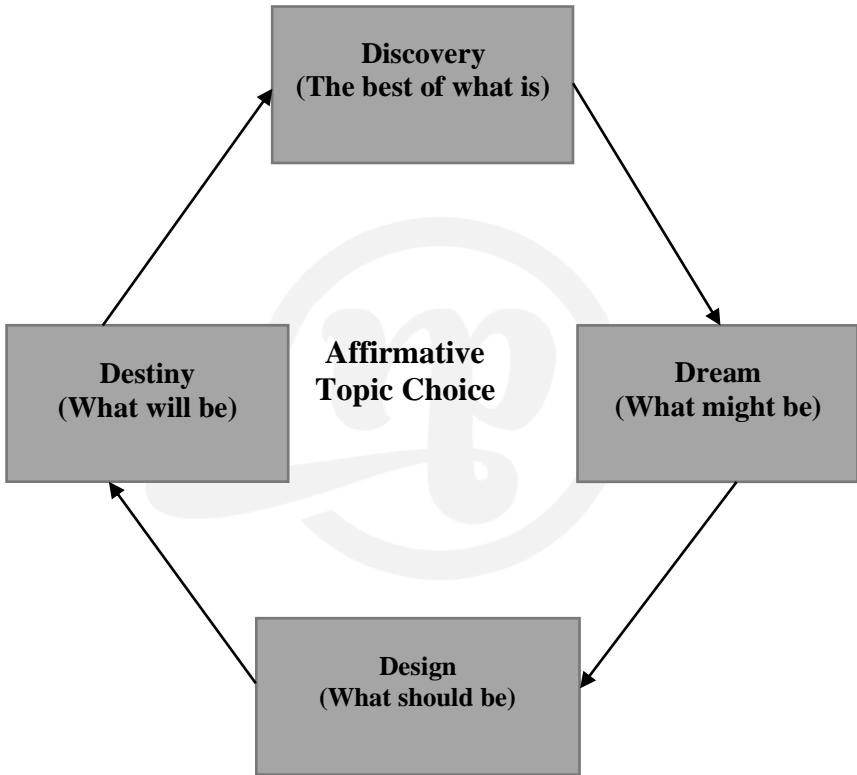 Discovery
(The best of what is)
Affirmative
Topic Choice
Destiny
(What will be)
Dream
(What might be)
Design
(What should be)